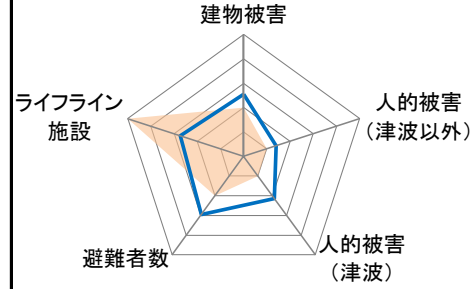 建物被害
ライフライン
施設
人的被害
（津波以外）
避難者数
人的被害
（津波）